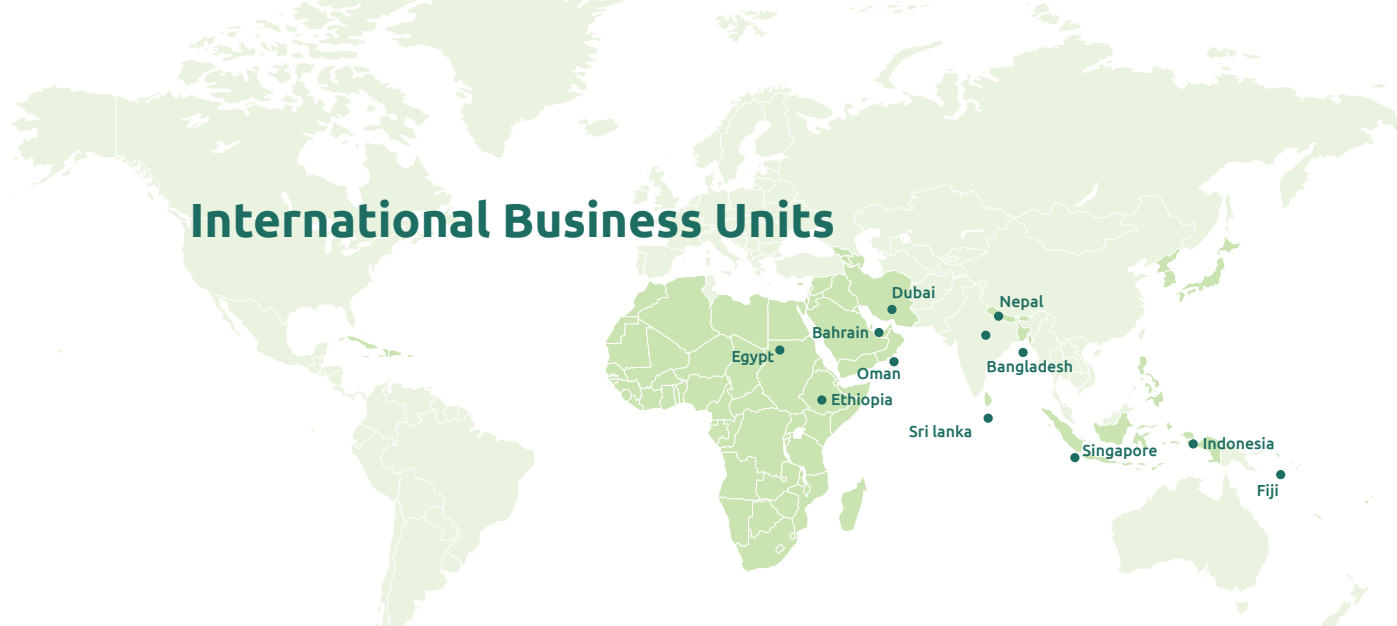 International Business Units
Dubai
Nepal
Bahrain
Egypt
Bangladesh
Oman
Ethiopia
Sri lanka
Indonesia
Singapore
Fiji